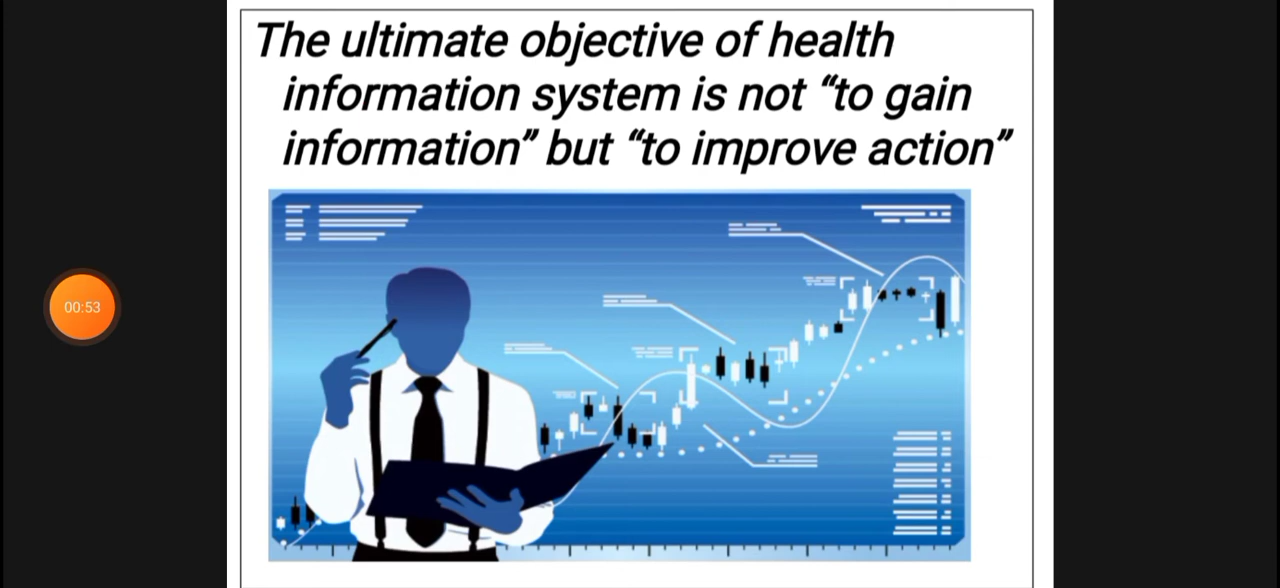 The ultimate objective of health
information system is not “to gain
information” but “to improve action”
00:53